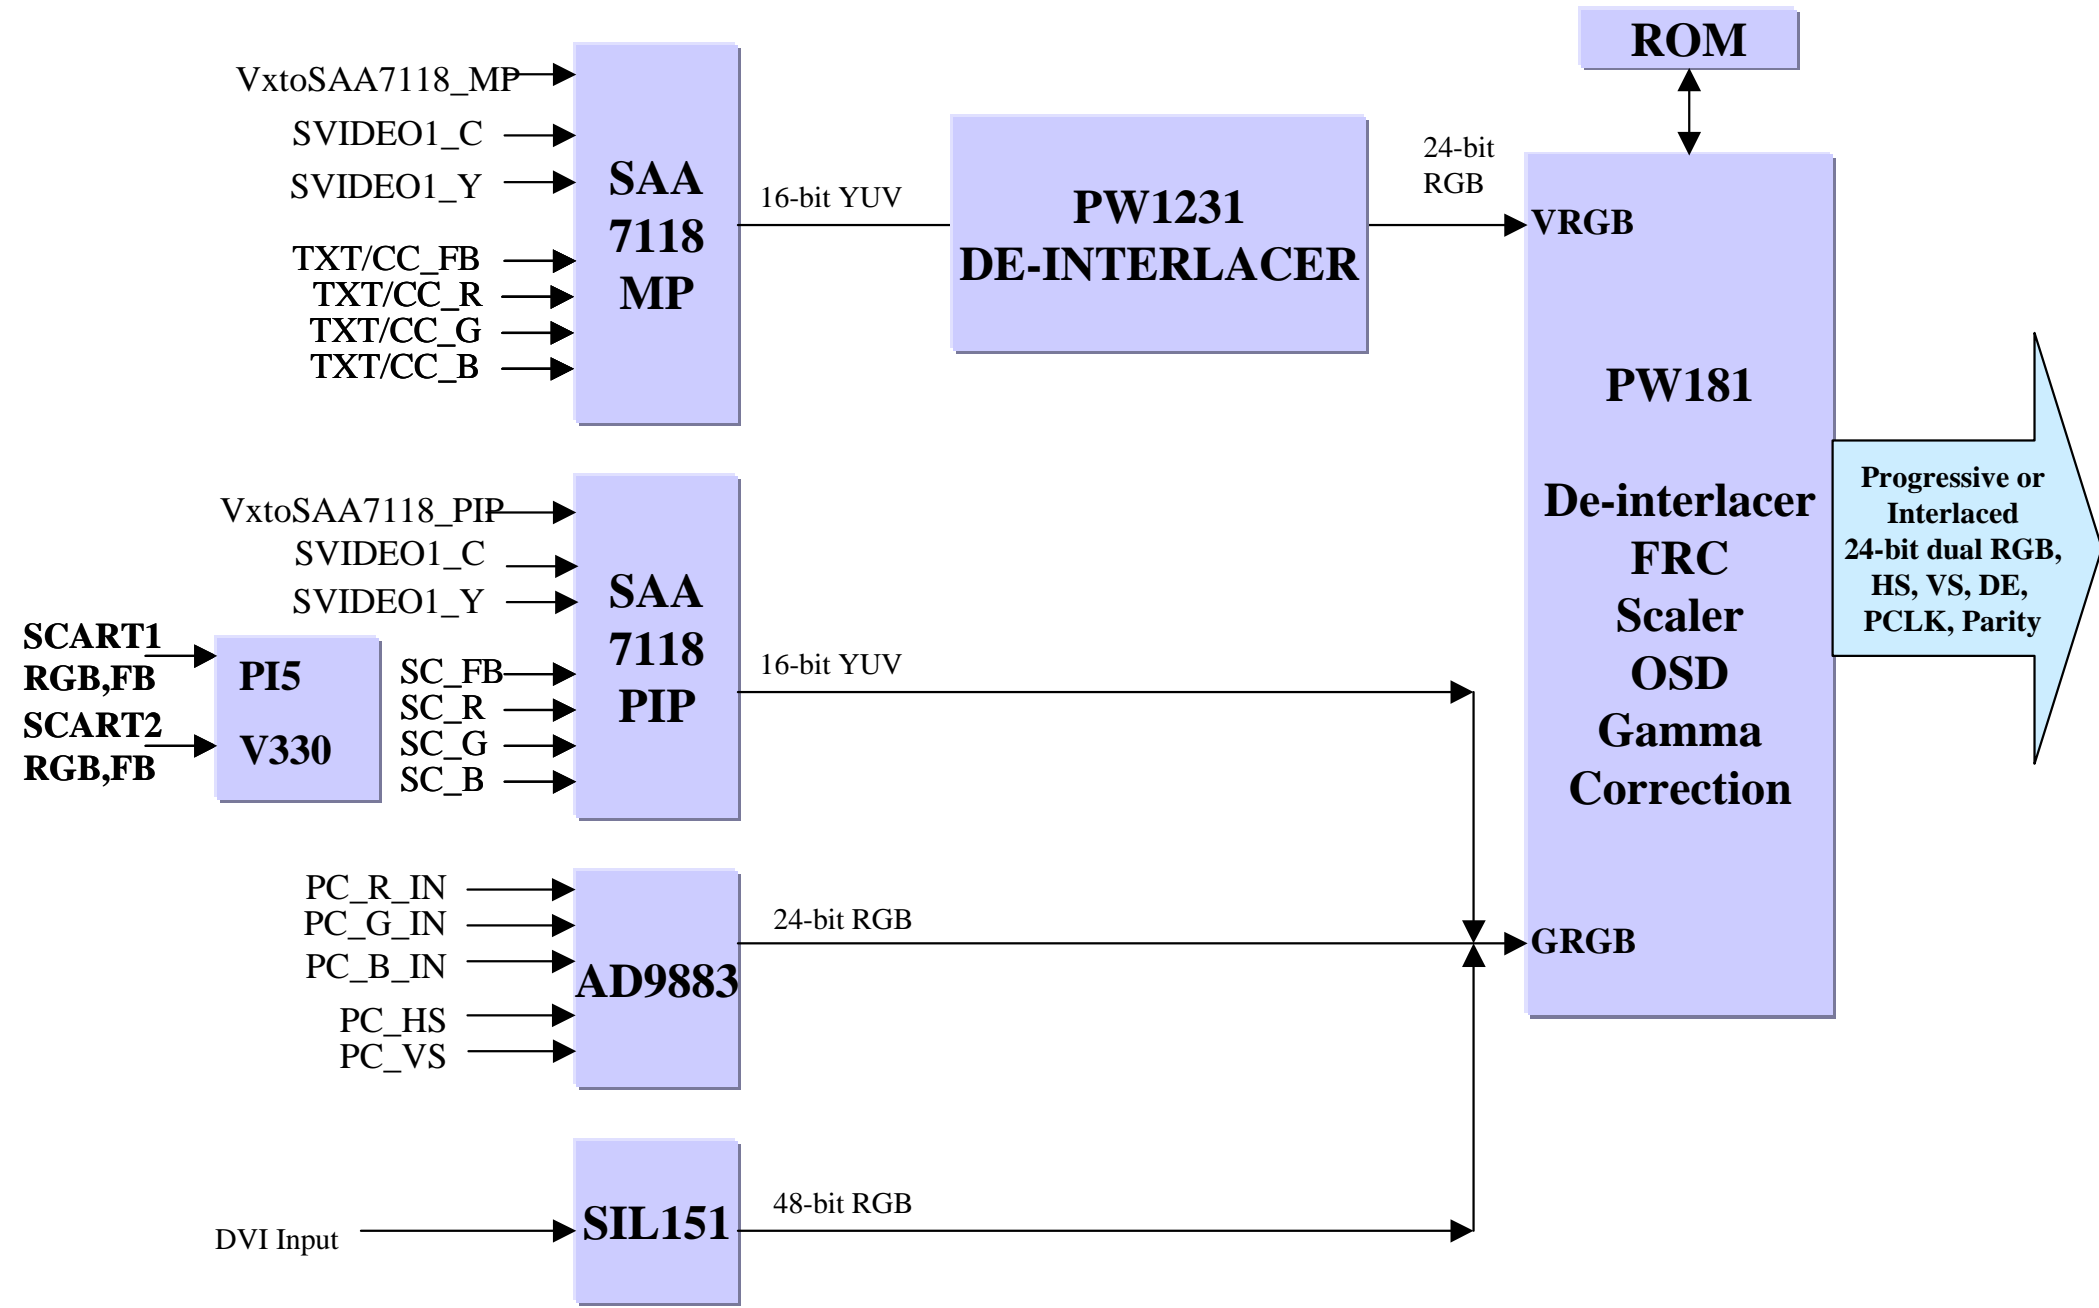 ROM
VxtoSAA7118_MP
SVIDEO1_C
SVIDEO1_Y
TXT/CC_FB
TXT/CC_R
TXT/CC_G
TXT/CC_B
SAA
7118
MP
16-bit YUV
PW1231
DE-INTERLACER
24-bit
RGB
VRGB
PW181
De-interlacer
FRC
Scaler
OSD
Gamma
Correction
GRGB
Progressive or
Interlaced
24-bit dual RGB,
HS, VS, DE,
PCLK, Parity
VxtoSAA7118_PIP
SVIDEO1_C
SVIDEO1_Y
SCART1
RGB,FB
SCART2
RGB,FB
PI5
V330
SC_FB
SC_R
SC_G
SC_B
SAA
7118
PIP
16-bit YUV
PC_R_IN
PC_G_IN
PC_B_IN
PC_HS
PC_VS
AD9883
24-bit RGB
DVI Input
SIL151
48-bit RGB